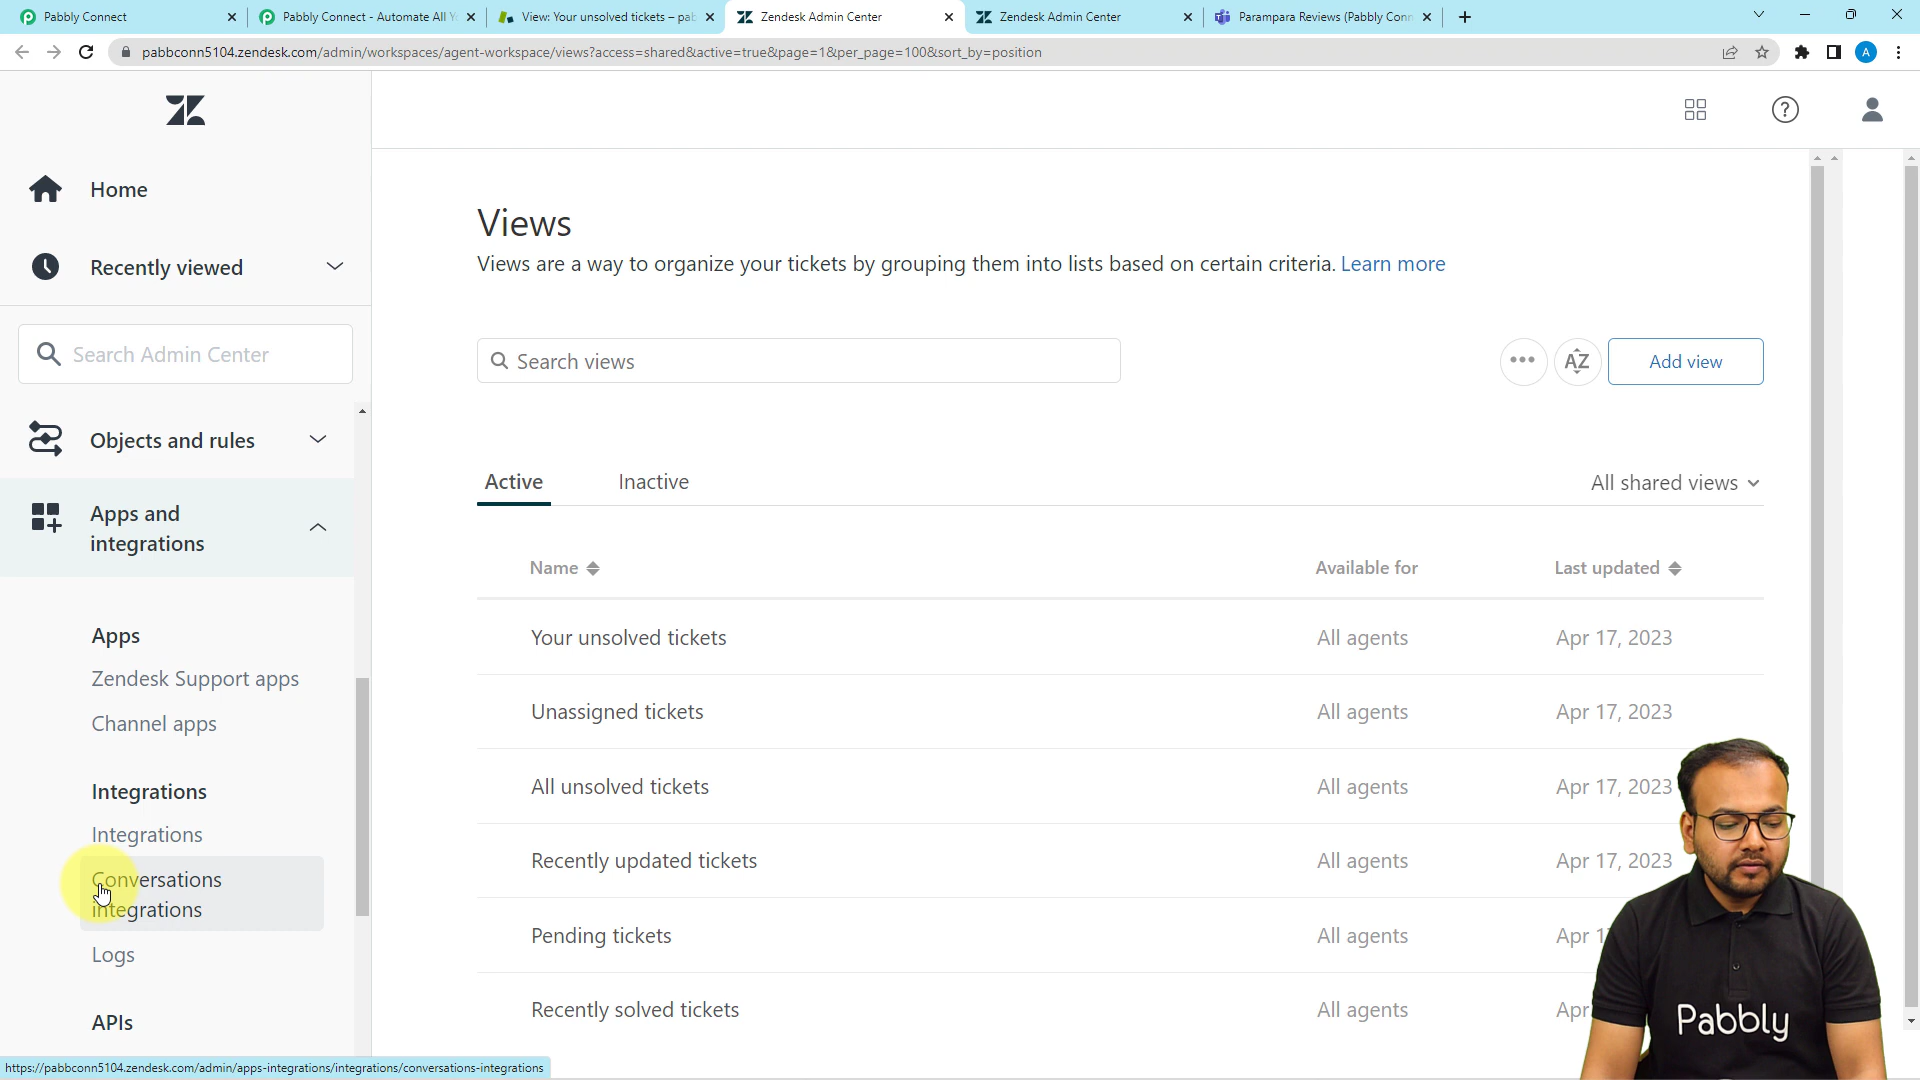 Pabbly Connect
Pabbly Connect - Automate All Y
View: Your unsolved tickets – pab
Zendesk Admin Center
Zendesk Admin Center
Parampara Reviews (Pabbly Conn
pabbconn5104.zendesk.com/admin/workspaces/agent-workspace/views?access=shared&active=true&page=1&per_page=100&sort_by=position
A
Home
Recently viewed
Search Admin Center
Objects and rules
Apps and
integrations
Apps
Zendesk Support apps
Channel apps
Integrations
Integrations
Conversations
integrations
Logs
APIs
https://pabbconn5104.zendesk.com/admin/apps-integrations/integrations/conversations-integrations
Views
Views are a way to organize your tickets by grouping them into lists based on certain criteria. Learn more
Search views
AZ
Add view
Active
Inactive
All shared views
Name
Available for
Last updated
Your unsolved tickets
All agents
Apr 17, 2023
Unassigned tickets
All agents
Apr 17, 2023
All unsolved tickets
All agents
Apr 17, 2023
Recently updated tickets
All agents
Apr 17, 2023
Pending tickets
All agents
Apr 1
Recently solved tickets
All agents
Apr
Pabbly